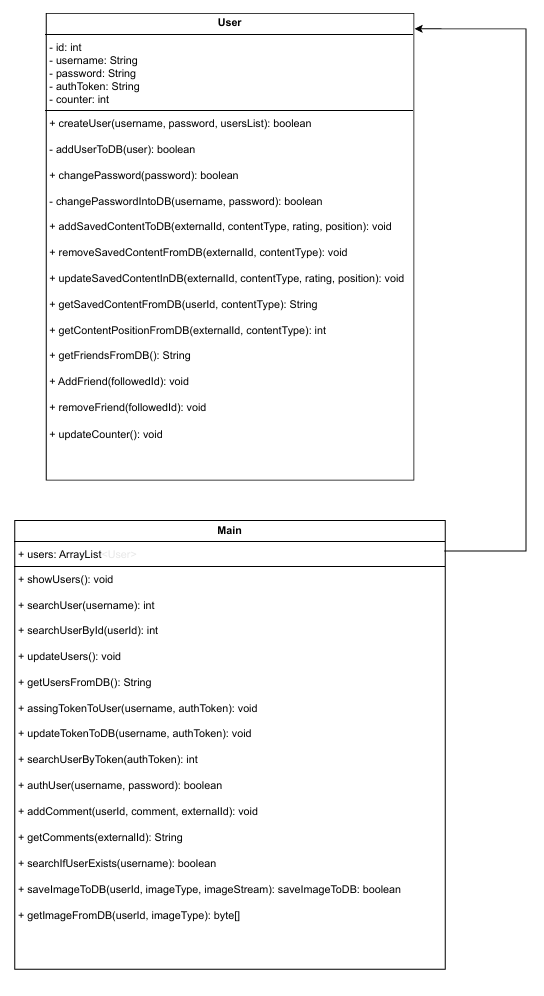 User
- id: int
- username: String
- password: String
- authToken: String
- counter: int
+ createUser(username, password, usersList): boolean
- addUserToDB(user): boolean
+ changePassword(password): boolean
- changePasswordIntoDB(username, password): boolean
+ addSavedContentToDB(externalId, contentType, rating, position): void
+ removeSavedContentFromDB(externalId, contentType): void
+ updateSavedContentInDB(externalId, contentType, rating, position): void
+ getSavedContentFromDB(userId, contentType): String
+ getContentPositionFromDB(externalId, contentType): int
+ getFriendsFromDB(): String
+ AddFriend(followedId): void
+ removeFriend(followedId): void
+ updateCounter(): void
Main
+ users: ArrayList<User>
+ showUsers(): void
+ searchUser(username): int
+ searchUserById(userId): int
+ updateUsers(): void
+ getUsersFromDB(): String
+ assingTokenToUser(username, authToken): void
+ updateTokenToDB(username, authToken): void
+ searchUserByToken(authToken): int
+ authUser(username, password): boolean
+ addComment(userId, comment, externalId): void
+ getComments(externalId): String
+ searchIfUserExists(username): boolean
+ saveImageToDB(userId, imageType, imageStream): saveImageToDB: boolean
+ getImageFromDB(userId, imageType): byte[]